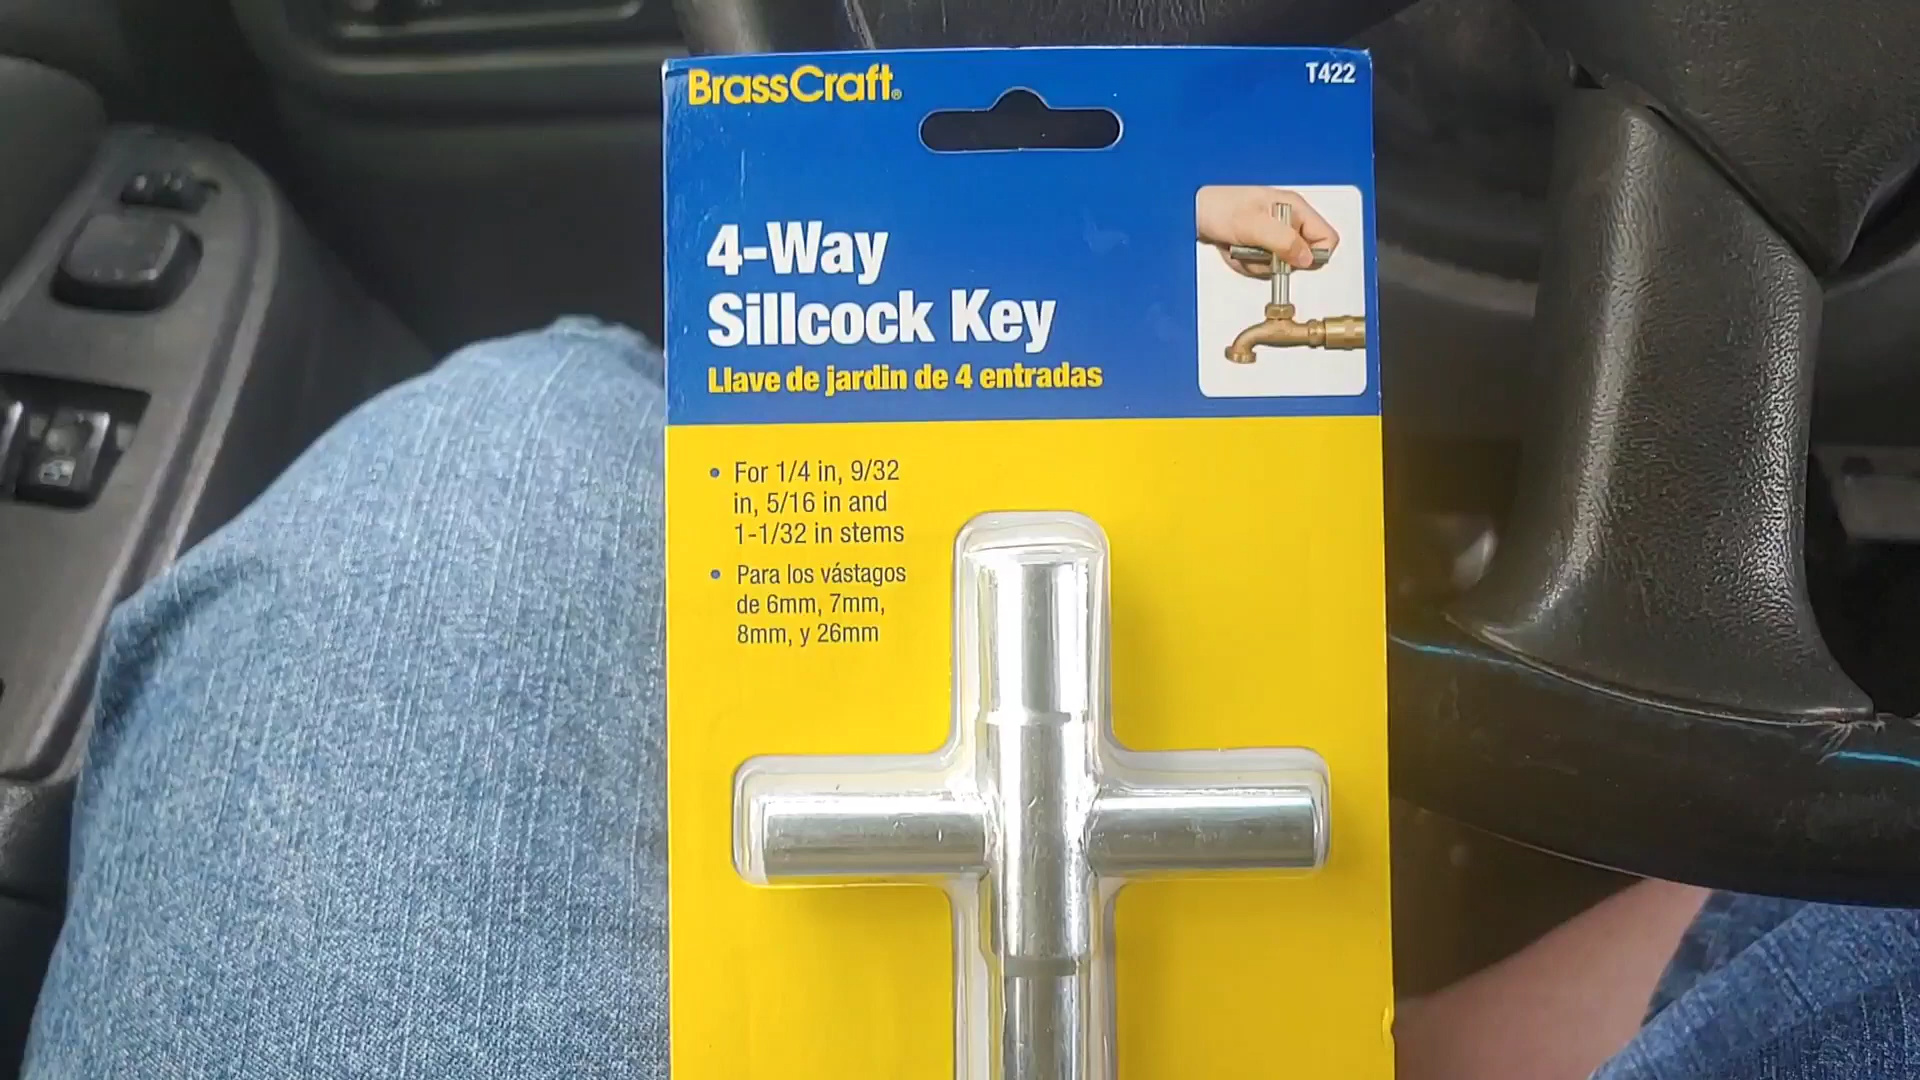 BrassCraft®
T422
4-Way
Sillcock Key
Llave de jardin de 4 entradas
• For 1/4 in, 9/32
in, 5/16 in and
1-1/32 in stems
• Para los vástagos
de 6mm, 7mm,
8mm, y 26mm